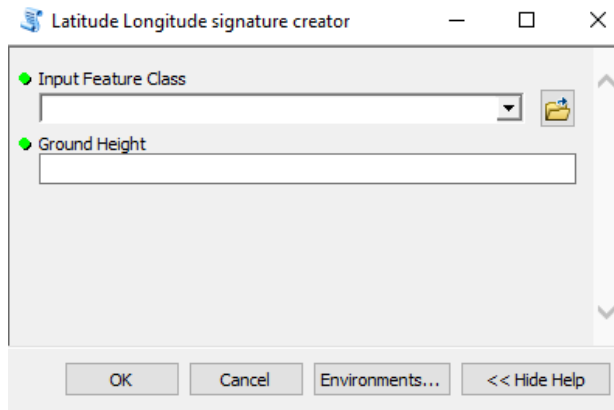 Latitude Longitude signature creator
Input Feature Class
Ground Height
OK Cancel Environments... << Hide Help